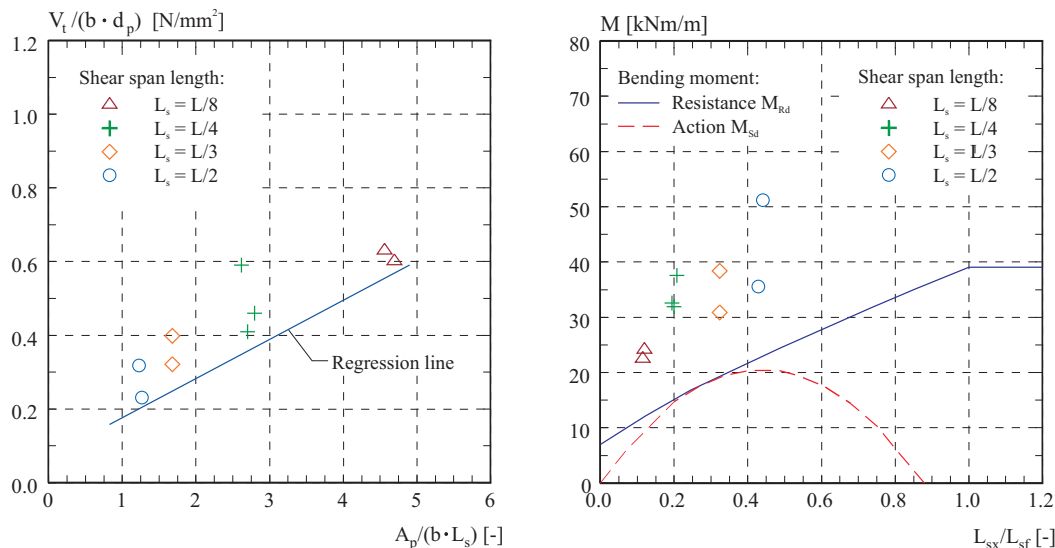 V_t/(b · d_p) [N/mm²]
1.2
1.0
0.8
0.6
0.4
0.2
0.0
Shear span length:
L_s = L/8
L_s = L/4
L_s = L/3
L_s = L/2
Regression line
1
2
3
4
5
6
0
A_p/(b·L_s) [-]
M [kNm/m]
80
70
60
50
40
30
20
10
0
Bending moment:
Resistance M_Rd
Action M_Sd
Shear span length:
L_s = L/8
L_s = L/4
L_s = L/3
L_s = L/2
0.0
0.2
0.4
0.6
0.8
1.0
1.2
L_sx/L_sf [-]